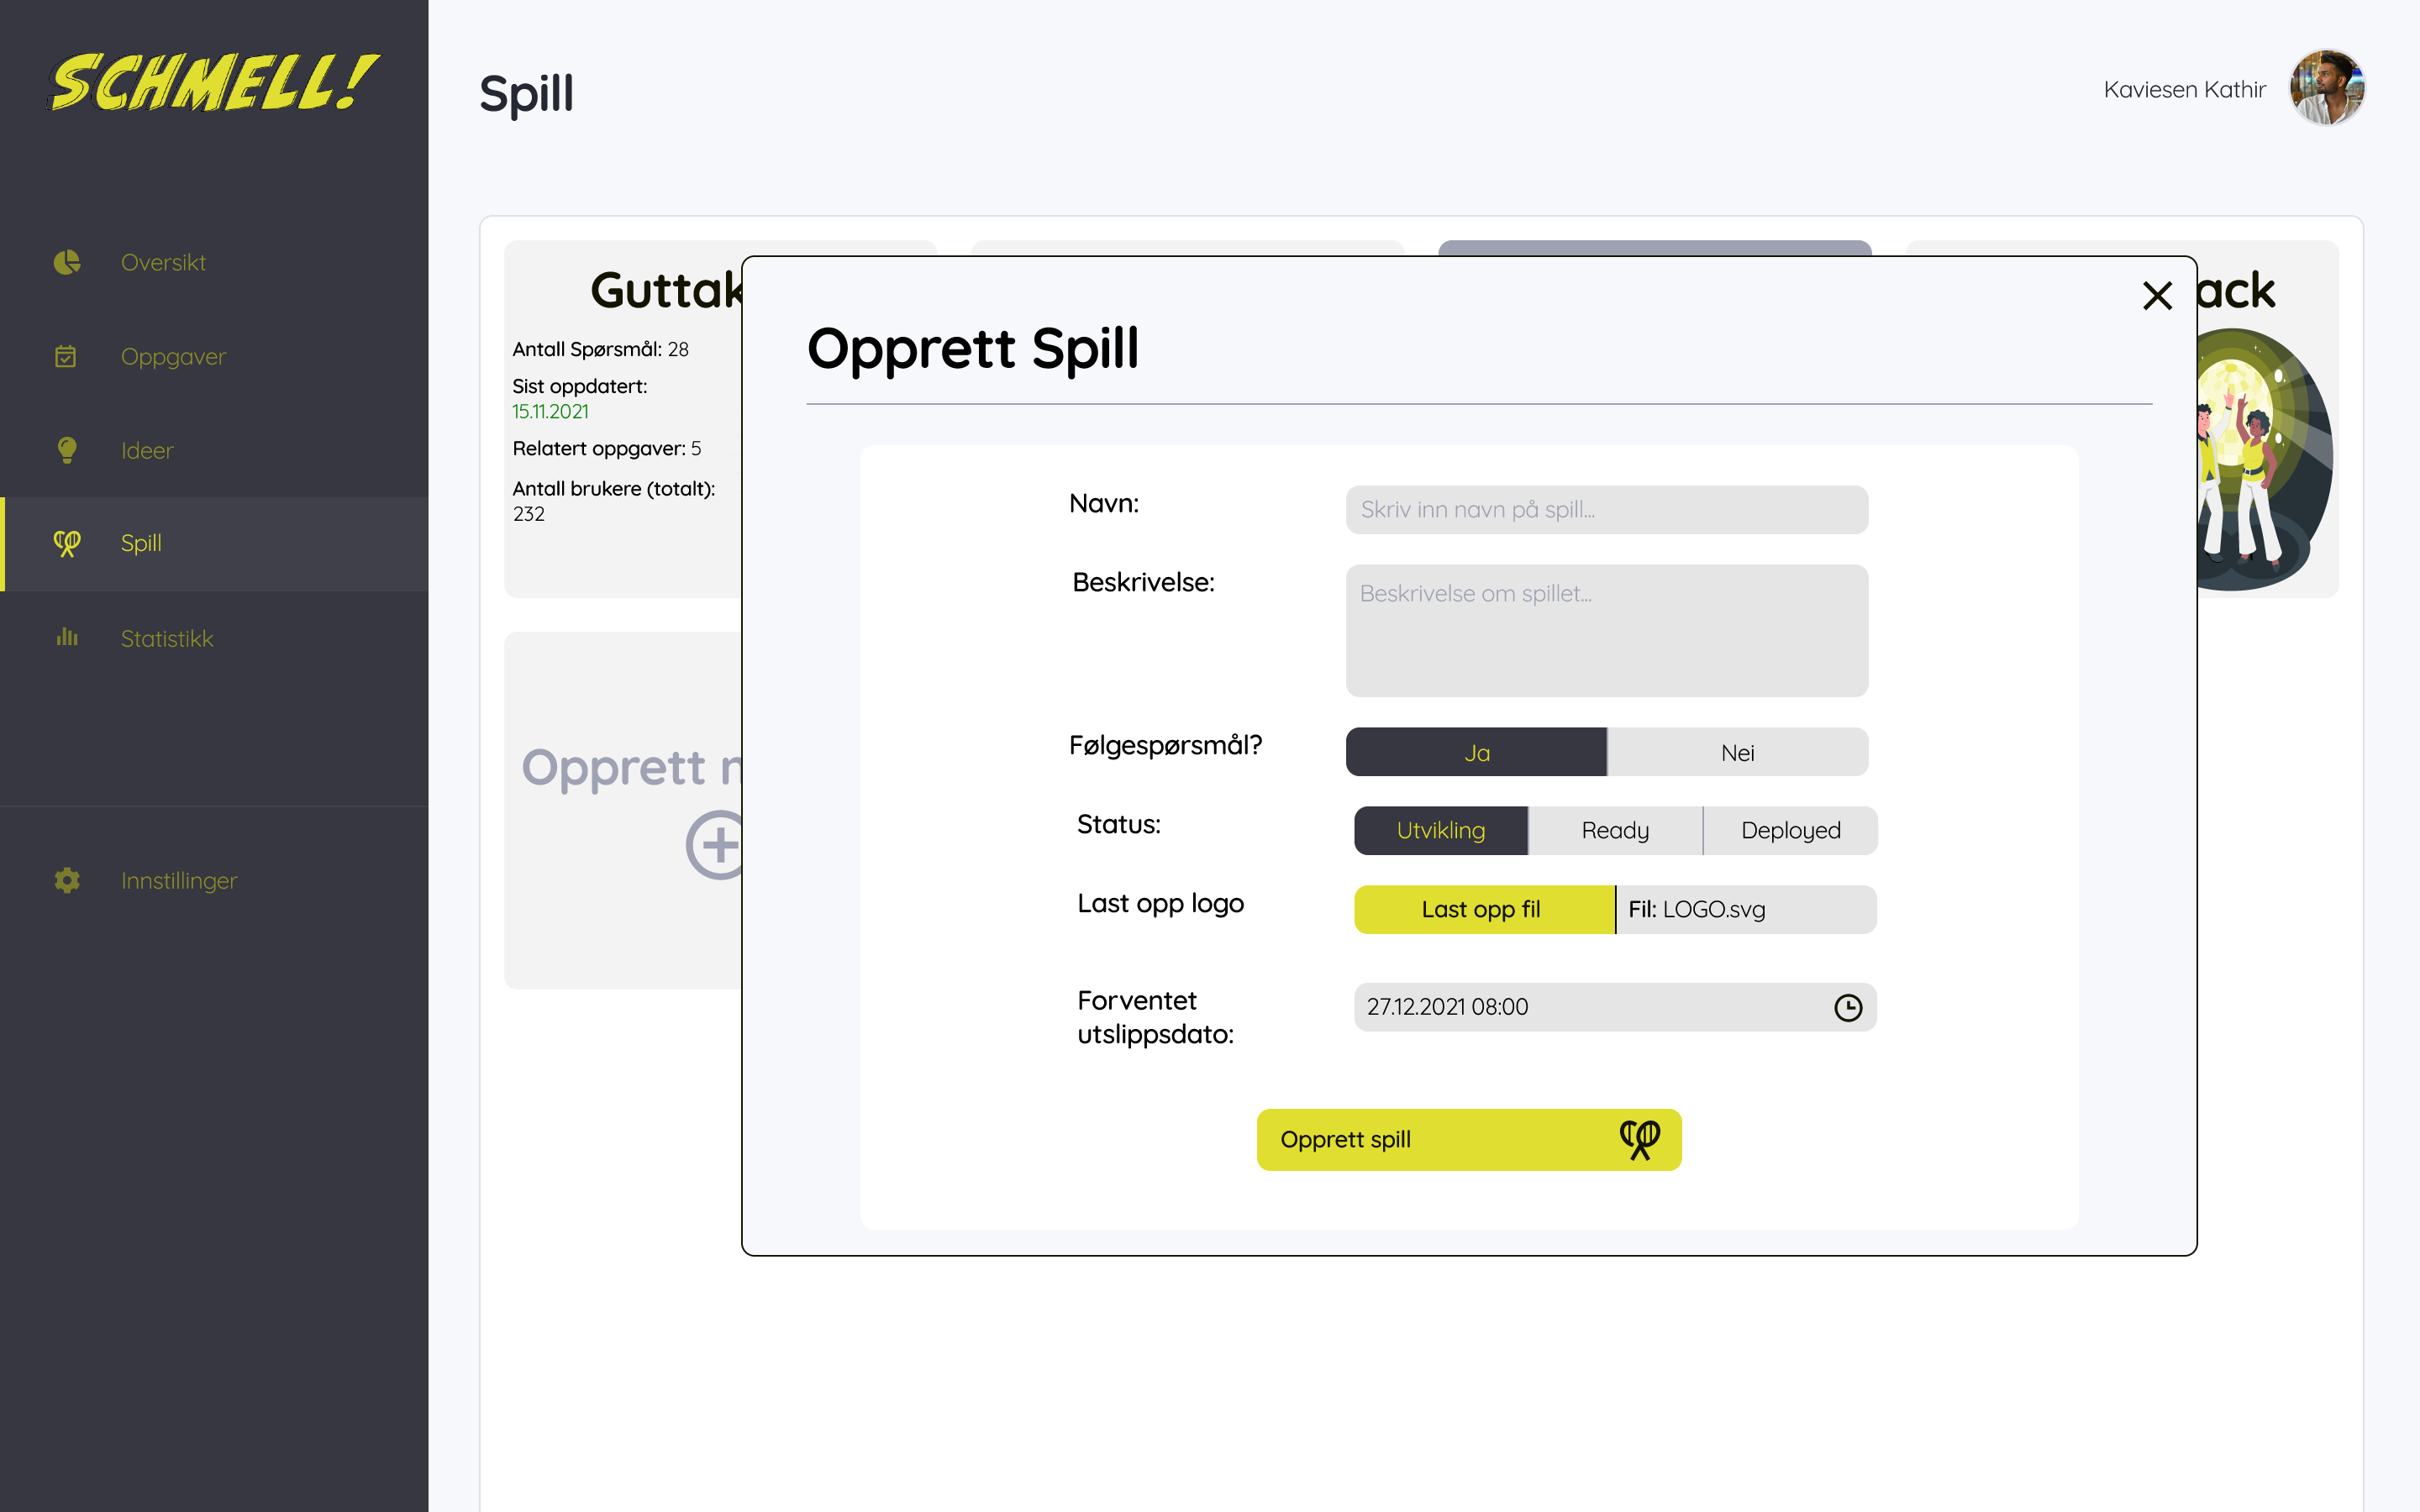 SCHMELL!
Oversikt
Oppgaver
Ideer
Spill
Statistikk
Innstillinger
Spill
Kaviesen Kathir
Antall Spørsmål: 28
Sist oppdatert:
15.11.2021
Relatert oppgaver: 5
Antall brukere (totalt):
232
Opprett
Opprett Spill
Navn:
Skriv inn navn på spill...
Beskrivelse:
Beskrivelse om spillet...
Følgespørsmål?
Ja
Nei
Status:
Utvikling
Ready
Deployed
Last opp logo
Last opp fil
Fil: LOGO.svg
Forventet
utslippsdato:
27.12.2021 08:00
Opprett spill